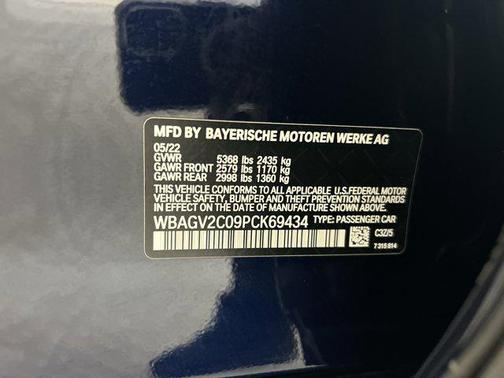 MFD BY BAYERISCHE MOTOREN WERKE AG
05/22
GVWR 5368 lbs 2435 kg
GAWR FRONT 2579 lbs 1170 kg
GAWR REAR 2998 lbs 1360 kg
THIS VEHICLE CONFORMS TO ALL APPLICABLE U.S.FEDERAL MOTOR
VEHICLE SAFETY, BUMPER AND THEFT PREVENTION STANDARDS
IN EFFECT ON THE DATE OF MANUFACTURE SHOWN ABOVE.
WBAGV2C09PCK69434 TYPE: PASSENGER CAR
C3Z/5
7 315 814